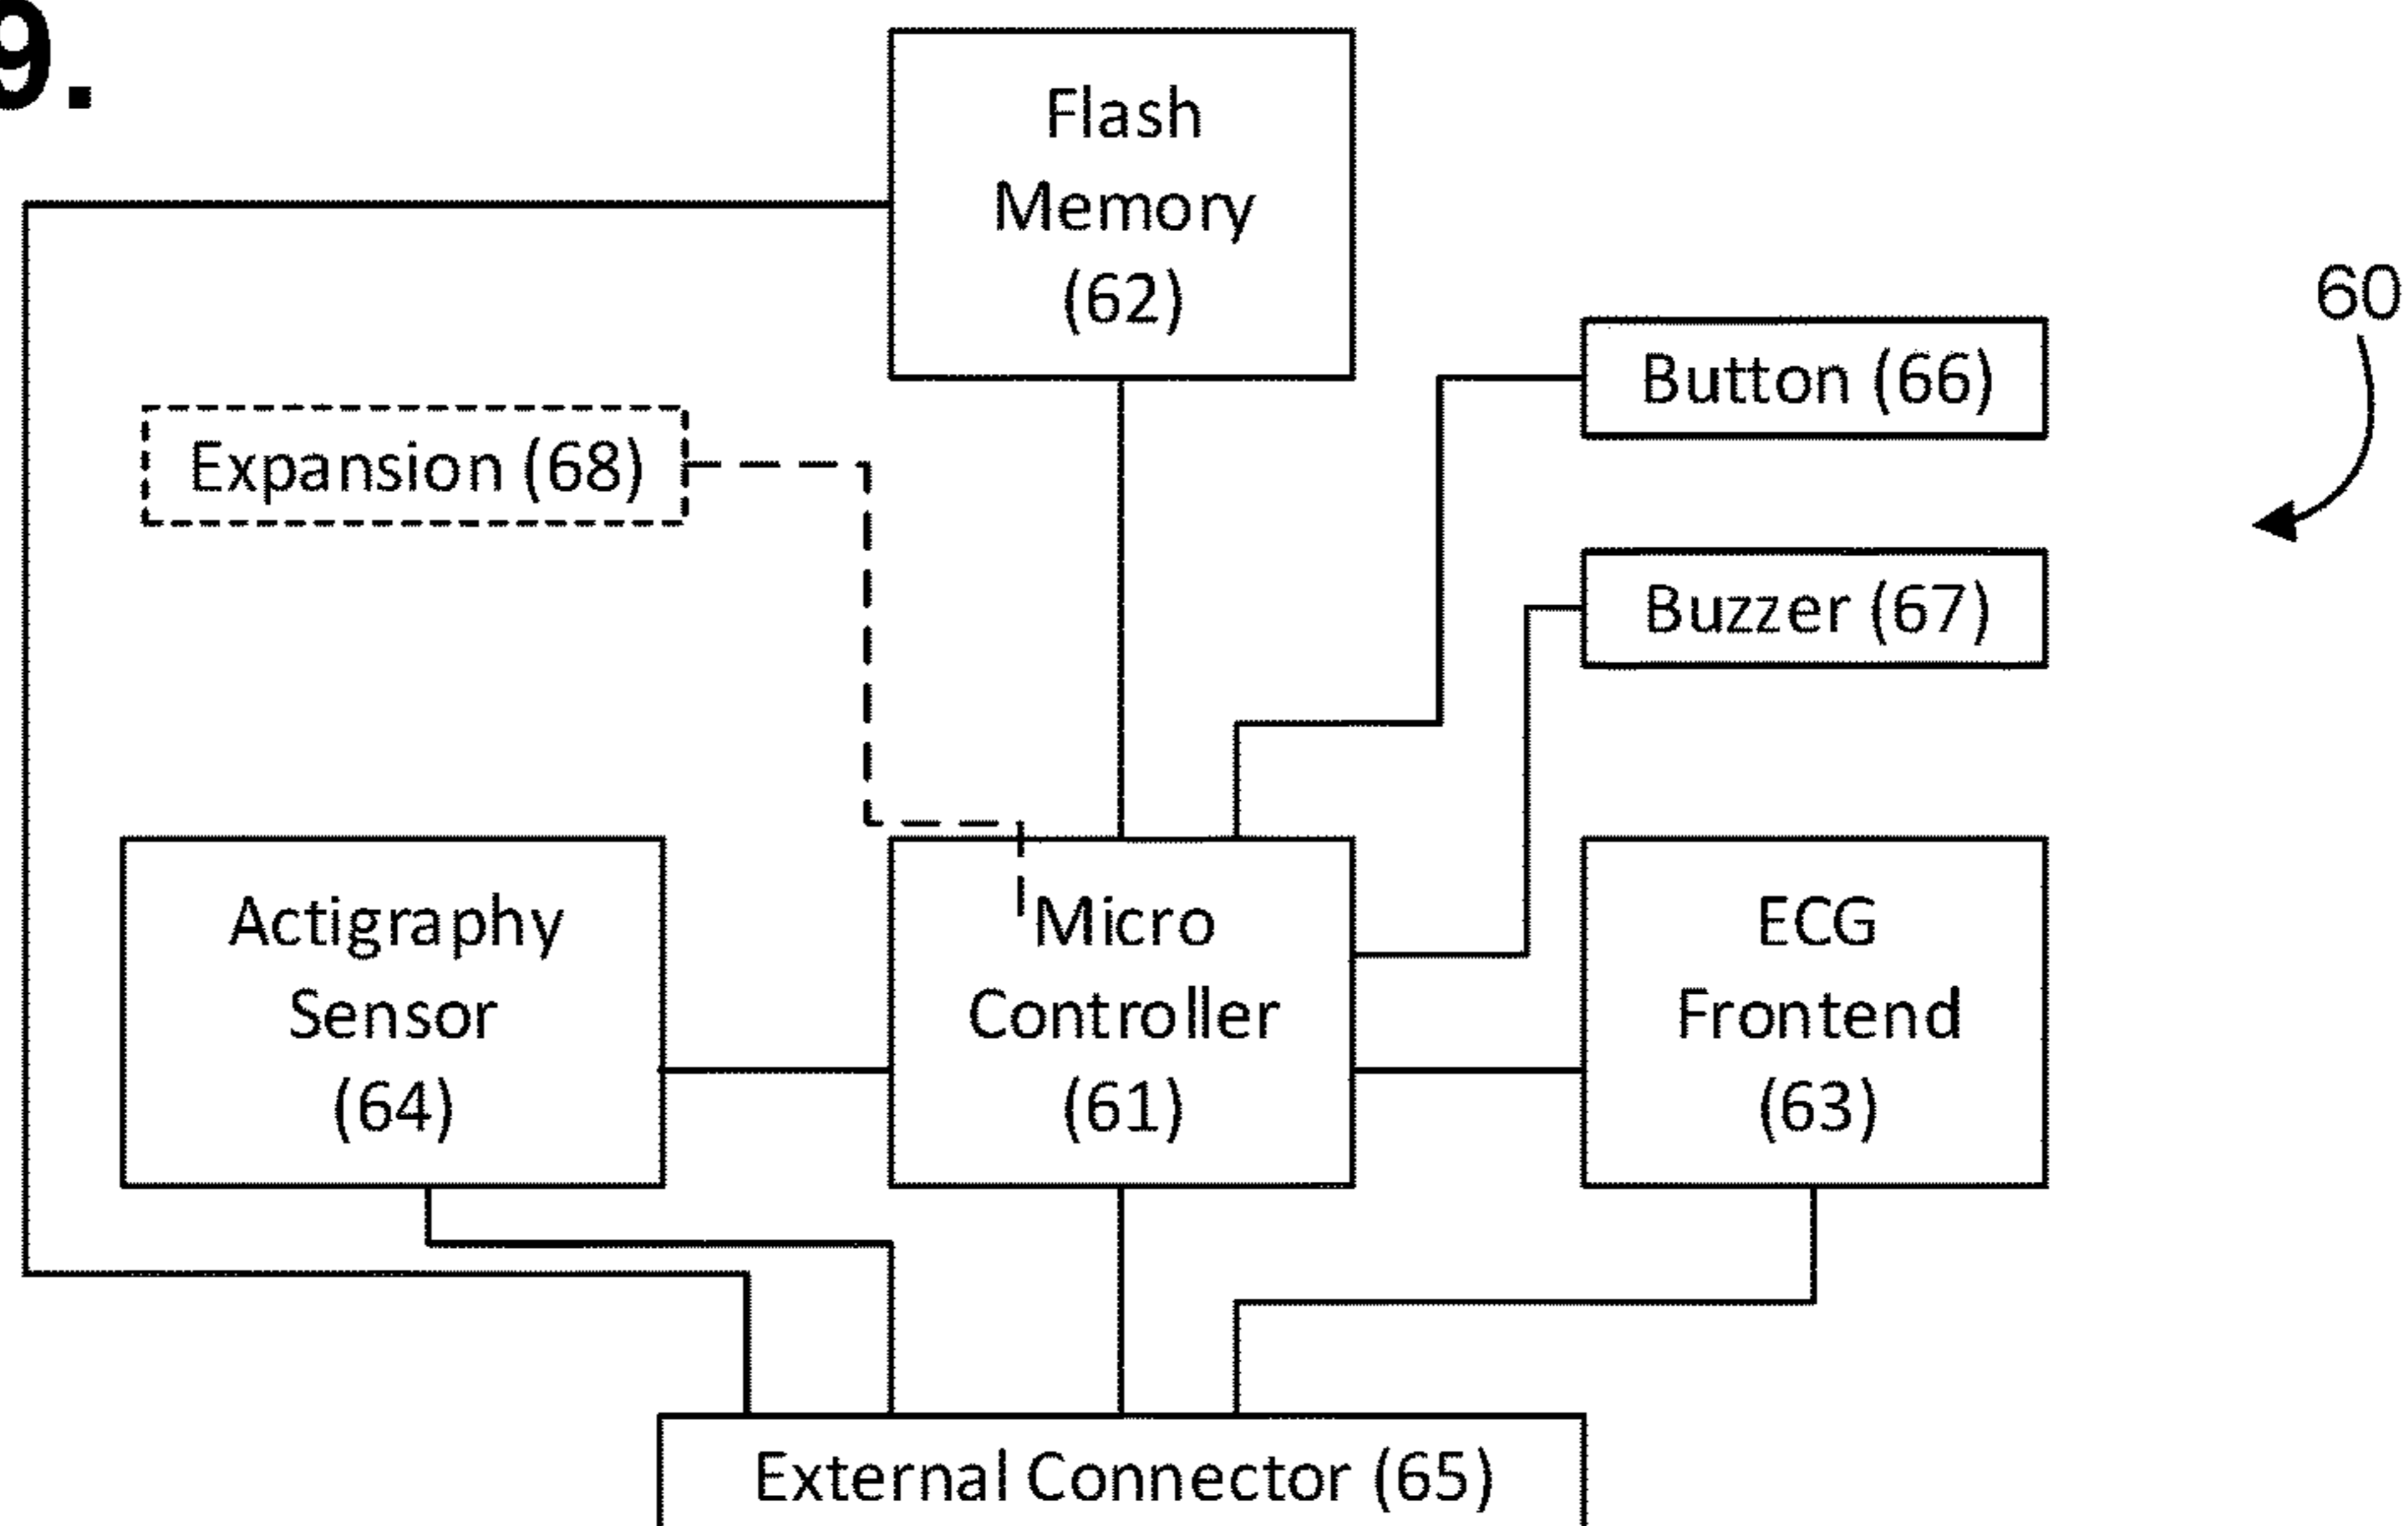 9.
Flash
Memory
(62)
60
Button (66)
Expansion (68)
Buzzer (67)
Actigraphy
Sensor
(64)
Micro
Controller
(61)
ECG
Frontend
(63)
External Connector (65)